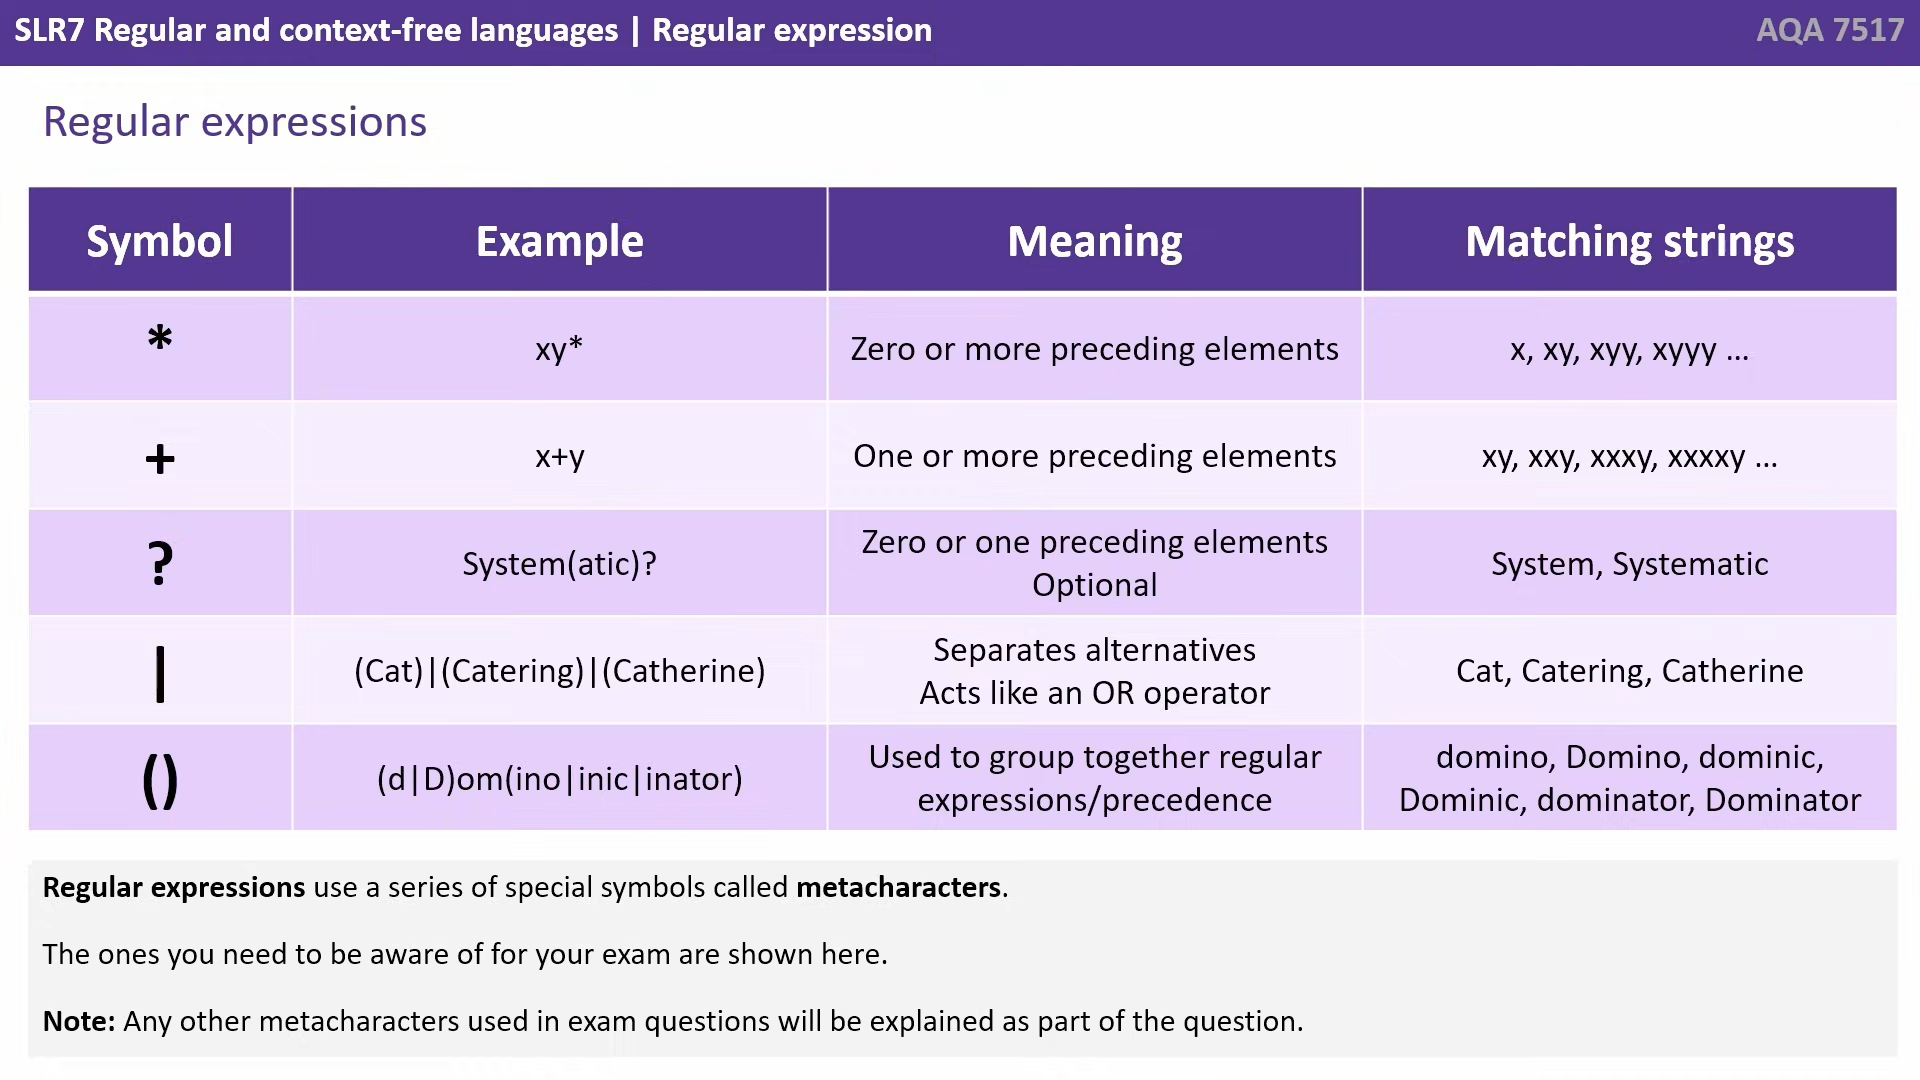 SLR7 Regular and context-free languages | Regular expression
AQA 7517
Regular expressions
Symbol Example Meaning Matching strings
* xy* Zero or more preceding elements x, xy, xyy, xyyy ...
+ x+y One or more preceding elements xy, xxy, xxxy, xxxxy ...
? System(atic)? Zero or one preceding elements
Optional System, Systematic
| (Cat)|(Catering)|(Catherine) Separates alternatives
Acts like an OR operator Cat, Catering, Catherine
() (d|D)om(ino|inic|inator) Used to group together regular
expressions/precedence domino, Domino, dominic,
Dominic, dominator, Dominator
Regular expressions use a series of special symbols called metacharacters.
The ones you need to be aware of for your exam are shown here.
Note: Any other metacharacters used in exam questions will be explained as part of the question.